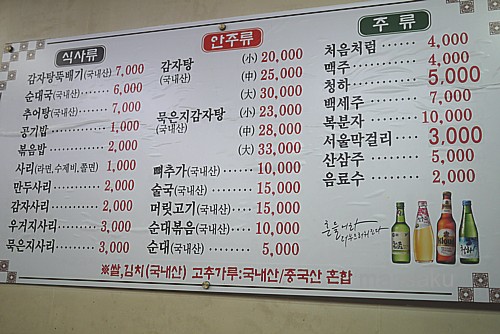 식사류
감자탕뚝배기(국내산) 7,000
순대국(국내산) 6,000
추어탕(국내산) 7,000
공기밥 1,000
볶음밥 2,000
사리(라면,수제비,쫄면) 1,000
만두사리 2,000
감자사리 2,000
우거지사리 3,000
묵은지사리 3,000
안주류
감자탕 (小) 20,000
(국내산) (中) 25,000
(大) 30,000
묵은지감자탕 (小) 23,000
(국내산) (中) 28,000
(大) 33,000
뼈추가(국내산) 10,000
술국(국내산) 15,000
머릿고기(국내산) 15,000
순대볶음(국내산) 10,000
순대(국내산) 5,000
주류
처음처럼 4,000
맥주 4,000
청하 5,000
백세주 7,000
복분자 10,000
서울막걸리 3,000
산삼주 5,000
음료수 2,000
흔들어라
※쌀,김치(국내산) 고추가루:국내산/중국산 혼합